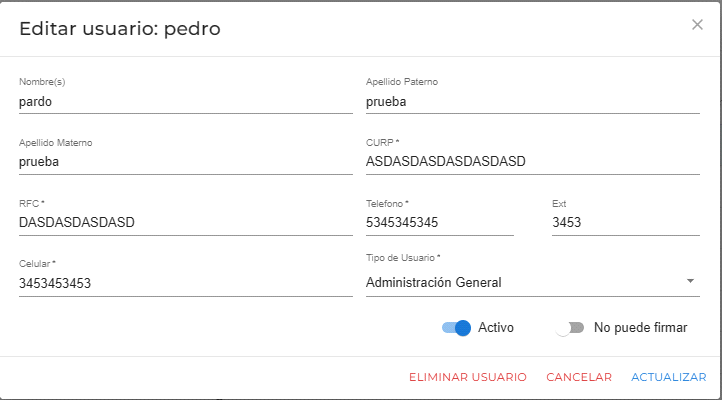 Editar usuario: pedro
Nombre(s)
Apellido Paterno
pardo
prueba
Apellido Materno
CURP *
prueba
ASDASDASDASDASDASD
RFC *
Telefono *
Ext
DASDASDASDASD
5345345345
3453
Celular *
Tipo de Usuario *
3453453453
Administración General
Activo
No puede firmar
ELIMINAR USUARIO
CANCELAR
ACTUALIZAR